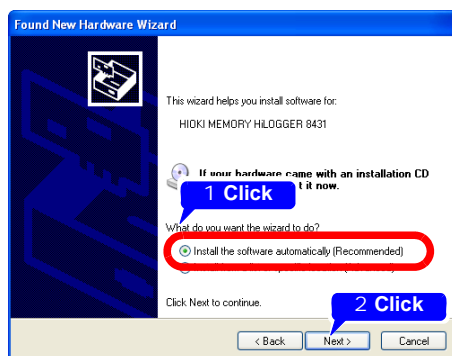 Found New Hardware Wizard
This wizard helps you install software for:
HIOKI MEMORY HiLOGGER 8431
If your hardware came with an installation CD
1 Click
it now.
What do you want the wizard to do?
Install the software automatically (Recommended)
Click Next to continue.
2 Click
< Back
Next >
Cancel